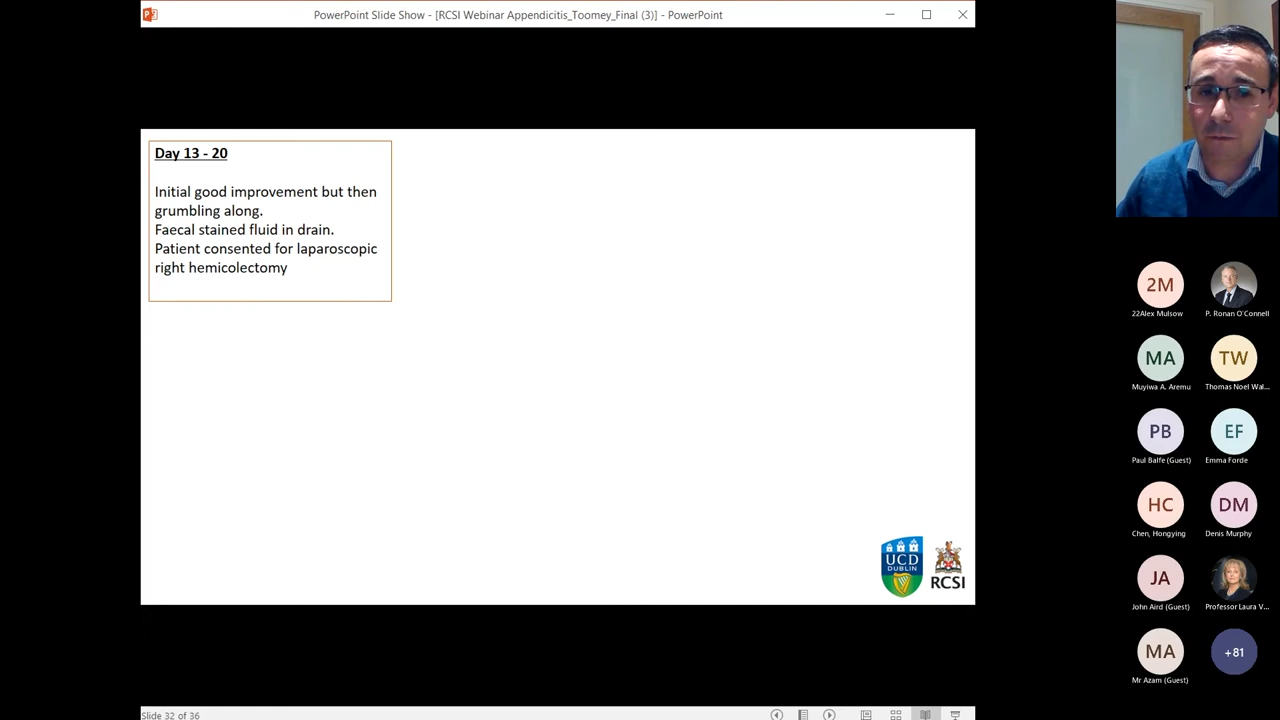 PowerPoint Slide Show - [RCSI Webinar Appendicitis_Toomey_Final (3)] - PowerPoint
Day 13 - 20
Initial good improvement but then
grumbling along.
Faecal stained fluid in drain.
Patient consented for laparoscopic
right hemicolectomy
UCD
DUBLIN
RCSI
2M
22Alex Mulsow
P. Ronan O'Connell
MA
TW
Muyiwa A. Aremu
Thomas Noel Wal...
PB
EF
Paul Balfe (Guest)
Emma Forde
HC
DM
Chen, Hongying
Denis Murphy
JA
John Aird (Guest)
Professor Laura V...
MA
+81
Mr Azam (Guest)
Slide 32 of 36